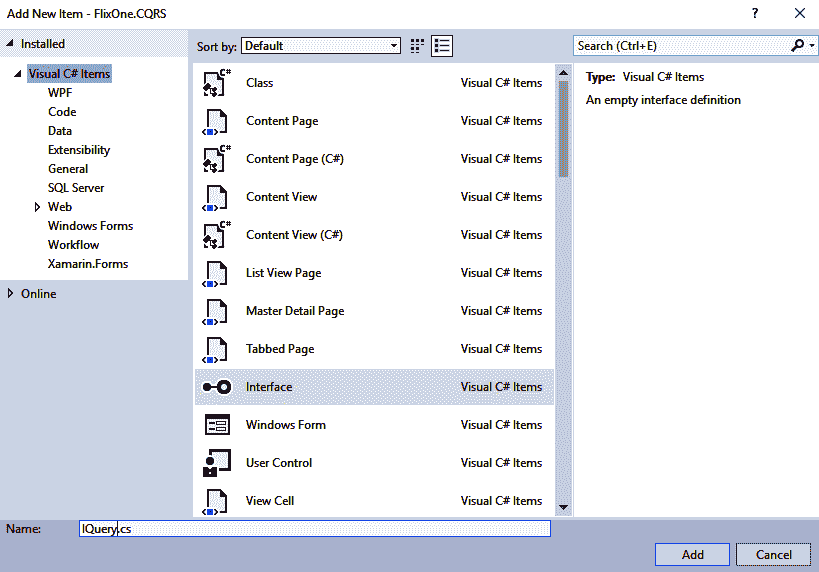 Add New Item - FlixOne.CQRS
? 
Installed
Sort by: Default
Search (Ctrl+E)
Visual C# Items
WPF
Code
Data
Extensibility
General
SQL Server
Web
Windows Forms
Workflow
Xamarin.Forms
Online
Class Visual C# Items
Content Page Visual C# Items
Content Page (C#) Visual C# Items
Content View Visual C# Items
Content View (C#) Visual C# Items
List View Page Visual C# Items
Master Detail Page Visual C# Items
Tabbed Page Visual C# Items
Interface Visual C# Items
Windows Form Visual C# Items
User Control Visual C# Items
View Cell Visual C# Items
Type: Visual C# Items
An empty interface definition
Name: IQuery.cs
Add Cancel